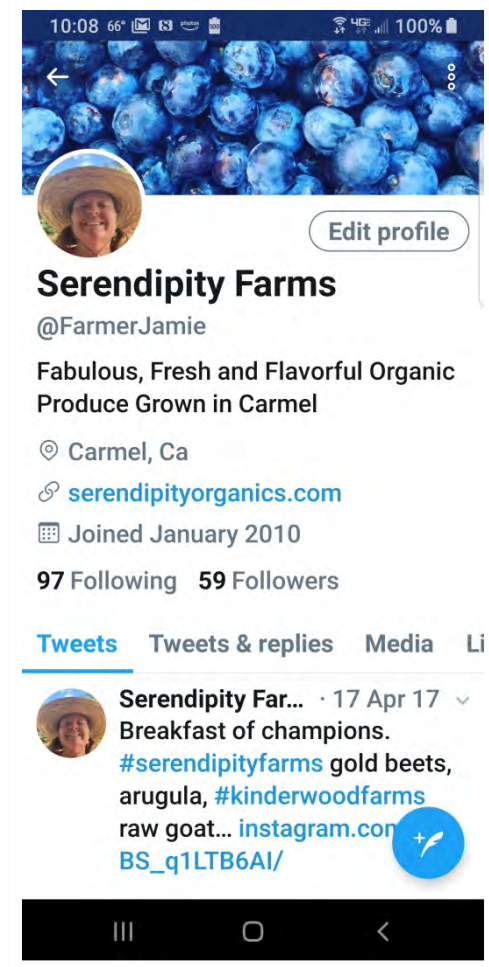 10:08 66°
4G 100%
Edit profile
Serendipity Farms
@FarmerJamie
Fabulous, Fresh and Flavorful Organic
Produce Grown in Carmel
Carmel, Ca
serendipityorganics.com
Joined January 2010
97 Following 59 Followers
Tweets Tweets & replies Media Li
Serendipity Far... · 17 Apr 17
Breakfast of champions.
#serendipityfarms gold beets,
arugula, #kinderwoodfarms
raw goat... instagram.com
BS_q1LTB6AI/